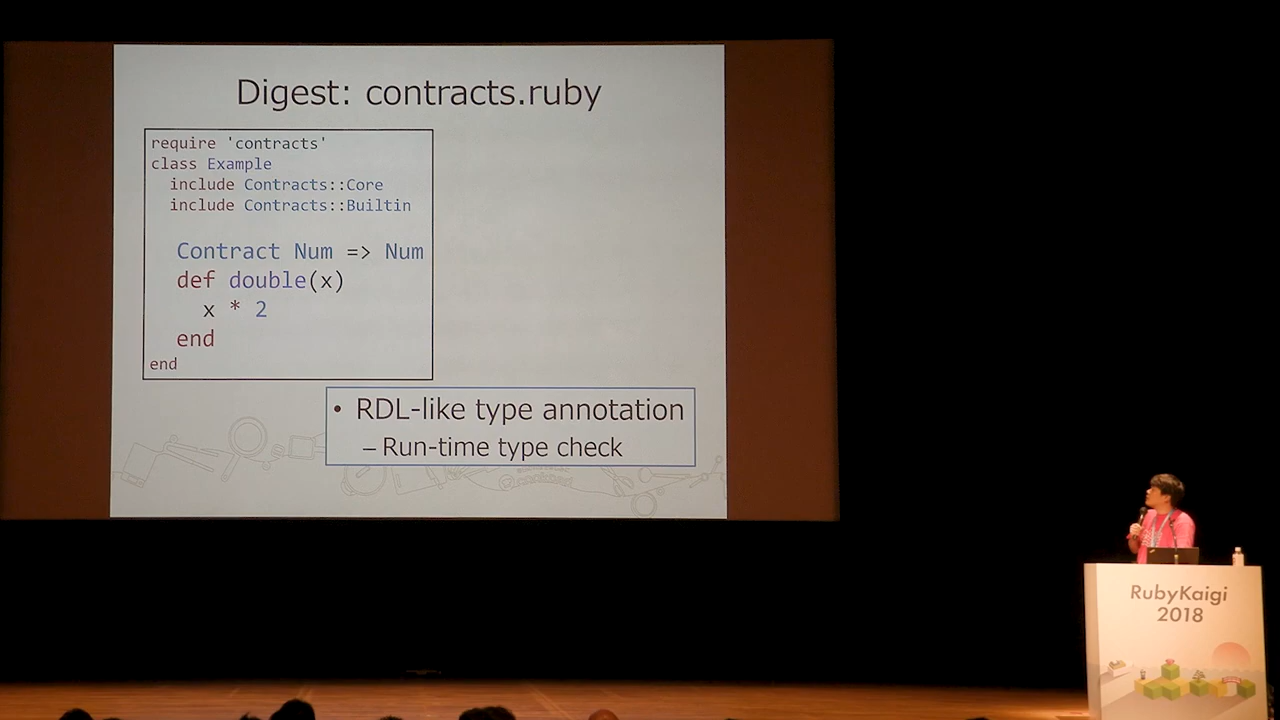 Digest: contracts.ruby
require 'contracts'
class Example
include Contracts::Core
include Contracts::Builtin
Contract Num => Num
def double(x)
x * 2
end
end
• RDL-like type annotation
– Run-time type check
RubyKaigi
2018